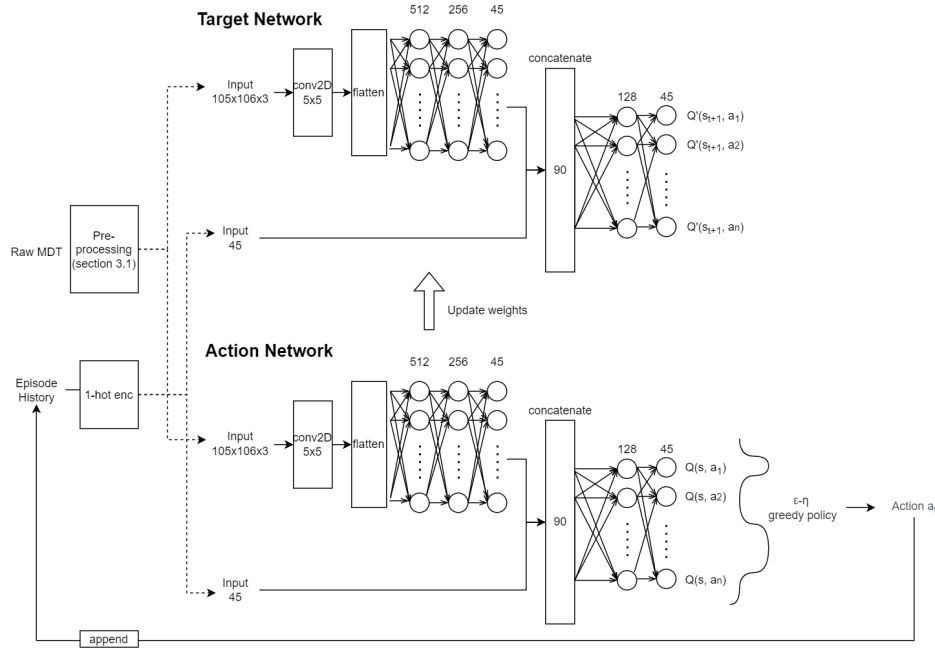 Target Network
512 256 45
Input
105x106x3
conv2D
5x5
flatten
concatenate
90
128 45
Q'(st+1, a1)
Q'(st+1, a2)
Q'(st+1, an)
Raw MDT
Pre-
processing
(section 3.1)
Input
45
Update weights
Action Network
512 256 45
Episode
History
1-hot enc
Input
105x106x3
conv2D
5x5
flatten
concatenate
90
128 45
Q(s, a1)
Q(s, a2)
Q(s, an)
ε-η
greedy policy
Action a
Input
45
append